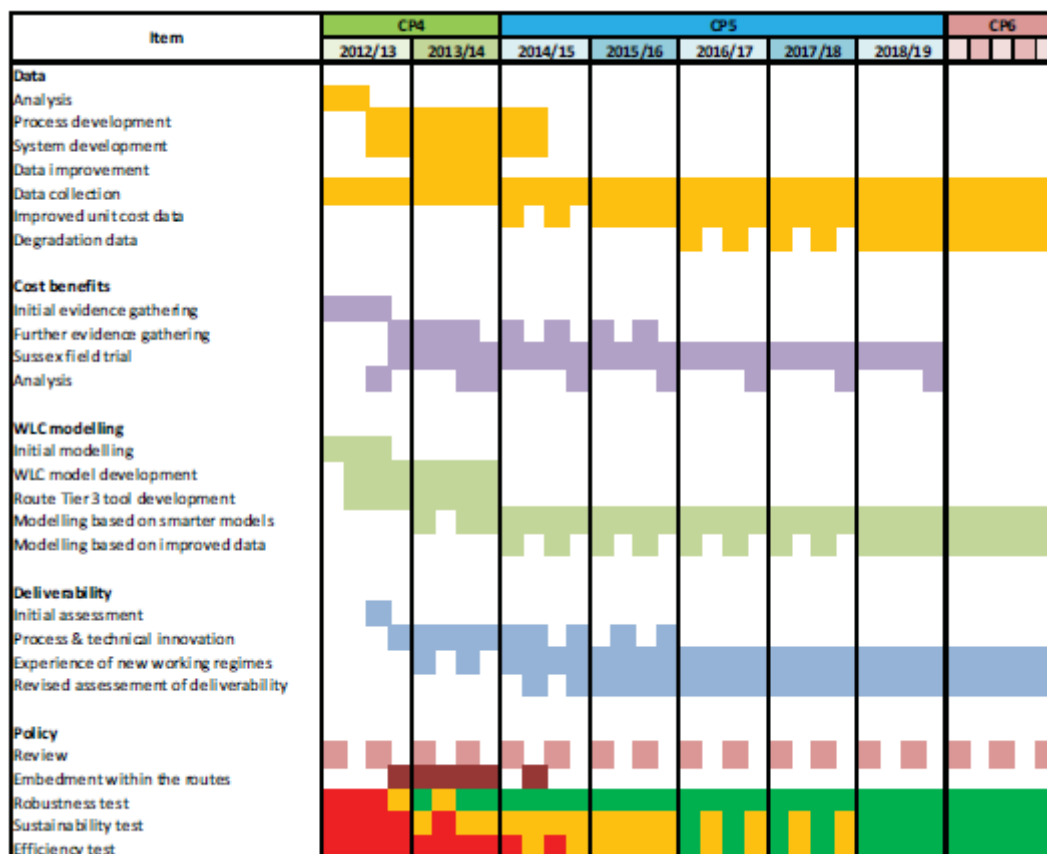 Item
CP4
CP5
CP6
2012/13
2013/14
2014/15
2015/16
2016/17
2017/18
2018/19
Data
Analysis
Process development
System development
Data improvement
Data collection
Improved unit cost data
Degradation data
Cost benefits
Initial evidence gathering
Further evidence gathering
Sussex field trial
Analysis
WLC modelling
Initial modelling
WLC model development
Route Tier 3 tool development
Modelling based on smarter models
Modelling based on improved data
Deliverability
Initial assessment
Process & technical innovation
Experience of new working regimes
Revised assessement of deliverability
Policy
Review
Embedment within the routes
Robustness test
Sustainability test
Efficiency test